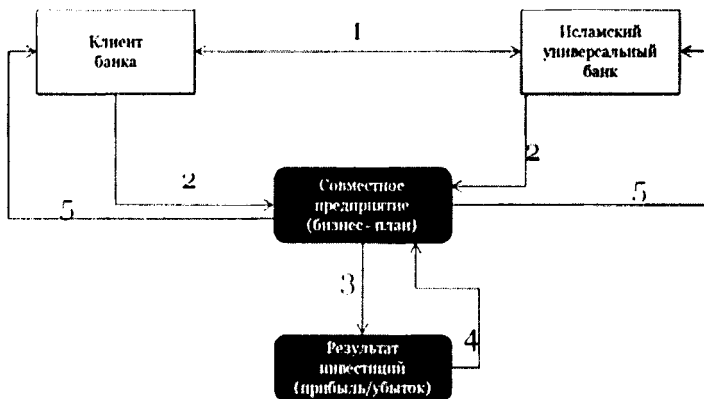 Клиент
банка
1
Исламский
универсальный
банк
2
2
5
5
Совместное
предприятие
(бизнес- план)
3
4
Результат
инвестиций
(прибыль/убыток)